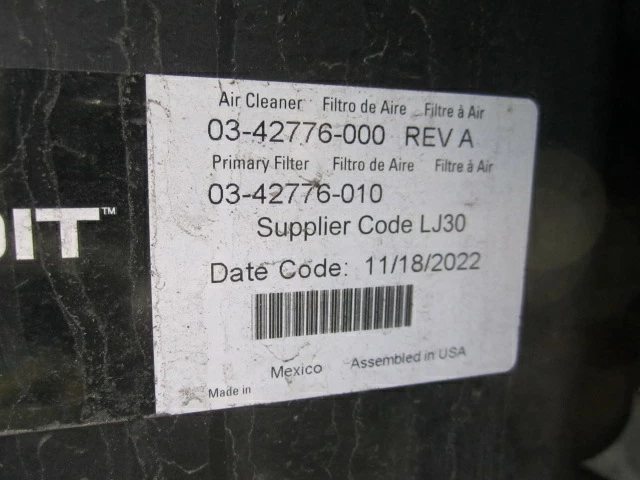 Air Cleaner Filtro de Aire Filtre à Air
03-42776-000 REV A
Primary Filter Filtro de Aire Filtre à Air
03-42776-010
Supplier Code LJ30
Date Code: 11/18/2022
Made in Mexico Assembled in USA
DIT™